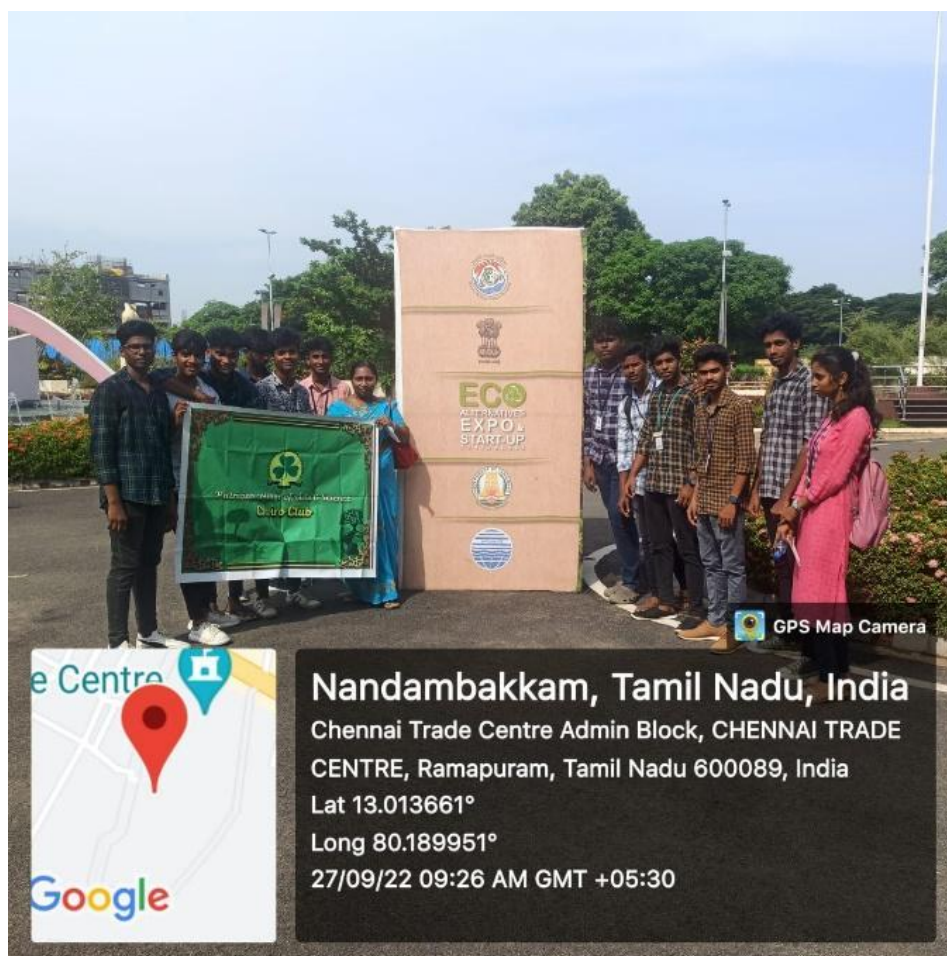 ECO
ALTERNATIVES
EXPO &
START-UP
Enviro Club
GPS Map Camera
e Centre
Google
Nandambakkam, Tamil Nadu, India
Chennai Trade Centre Admin Block, CHENNAI TRADE
CENTRE, Ramapuram, Tamil Nadu 600089, India
Lat 13.013661°
Long 80.189951°
27/09/22 09:26 AM GMT +05:30